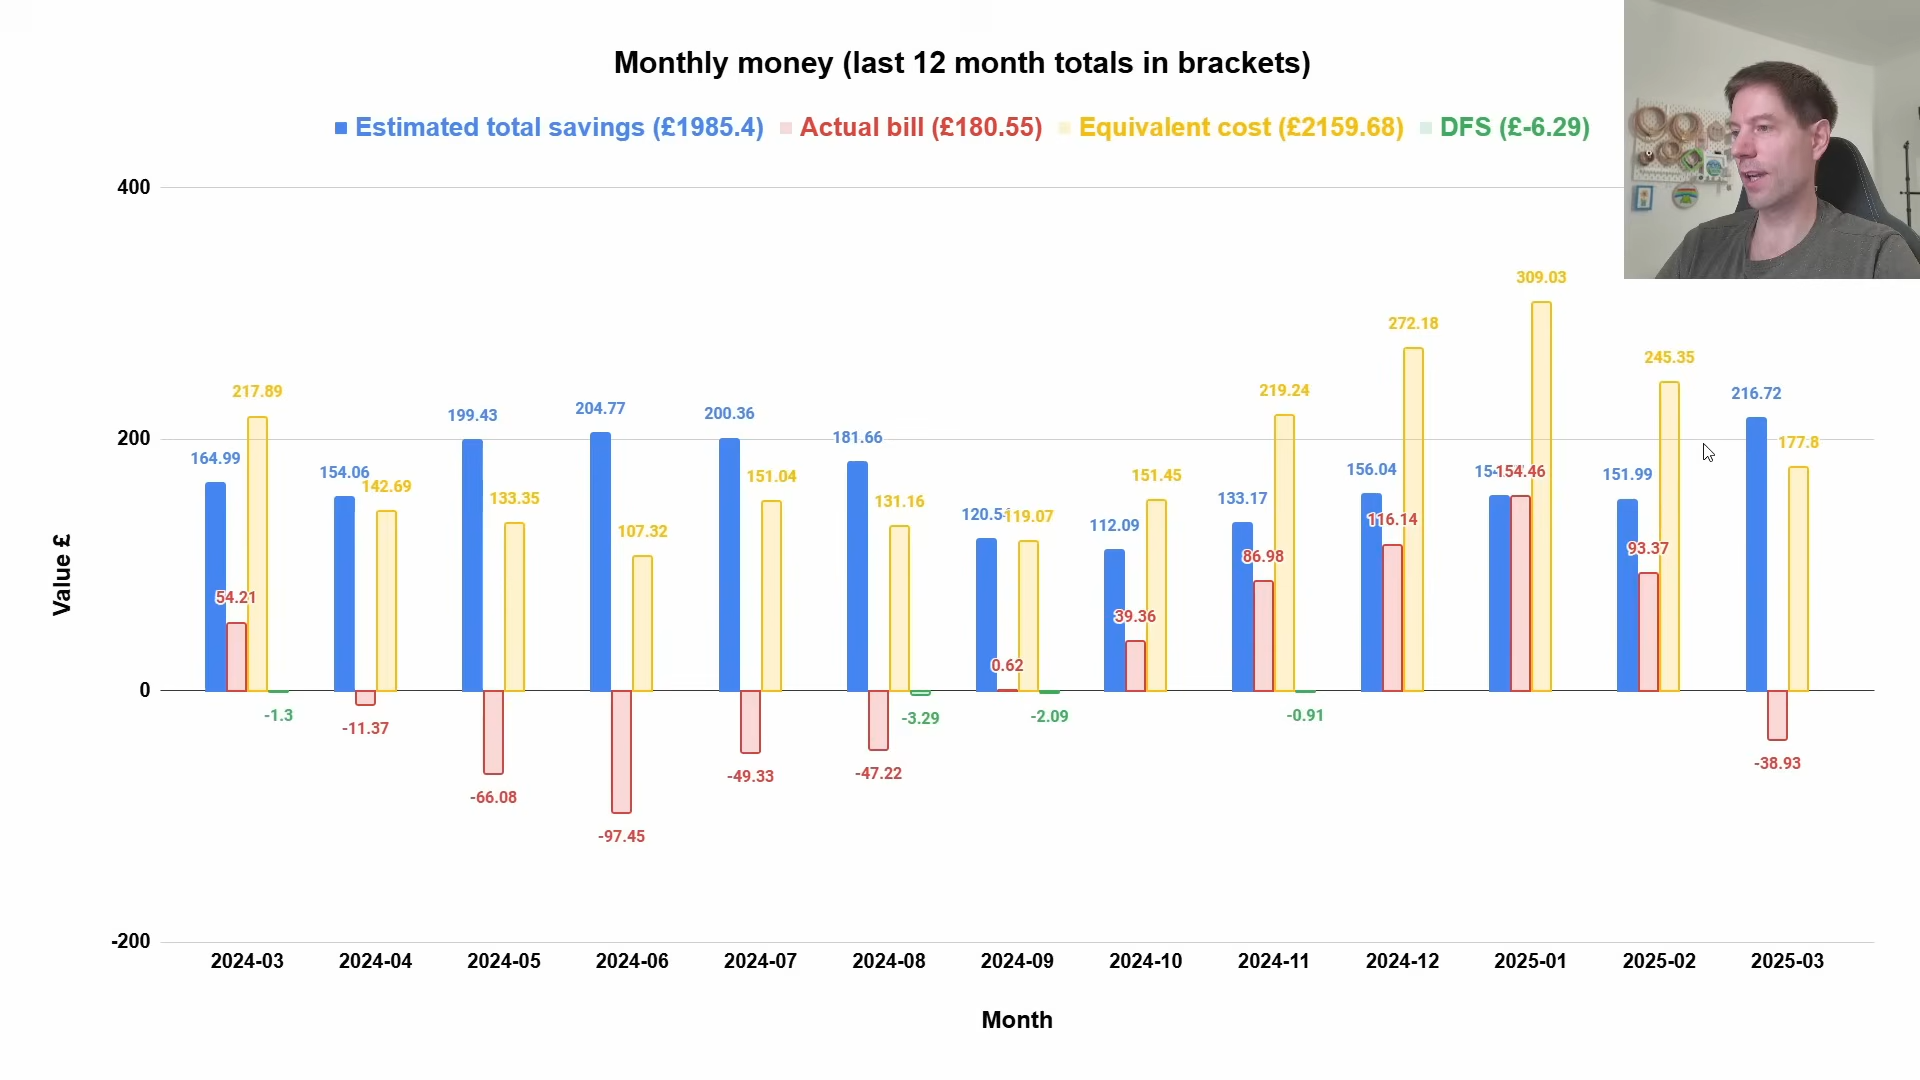 Monthly money (last 12 month totals in brackets)
Estimated total savings (£1985.4) Actual bill (£180.55) Equivalent cost (£2159.68) DFS (£-6.29)
400
309.03
272.18
245.35
217.89 219.24 216.72
199.43 204.77 200.36
200 181.66 177.8
164.99 154.06 142.69 133.35 151.04 131.16 151.45 156.04 154.46 151.99
107.32 120.5 119.07 112.09 133.17 116.14
54.21 86.98 93.37
0.62 39.36
0
-1.3 -11.37 -3.29 -2.09 -0.91
-66.08 -49.33 -47.22 -38.93
-97.45
-200
2024-03 2024-04 2024-05 2024-06 2024-07 2024-08 2024-09 2024-10 2024-11 2024-12 2025-01 2025-02 2025-03
Month
Value £